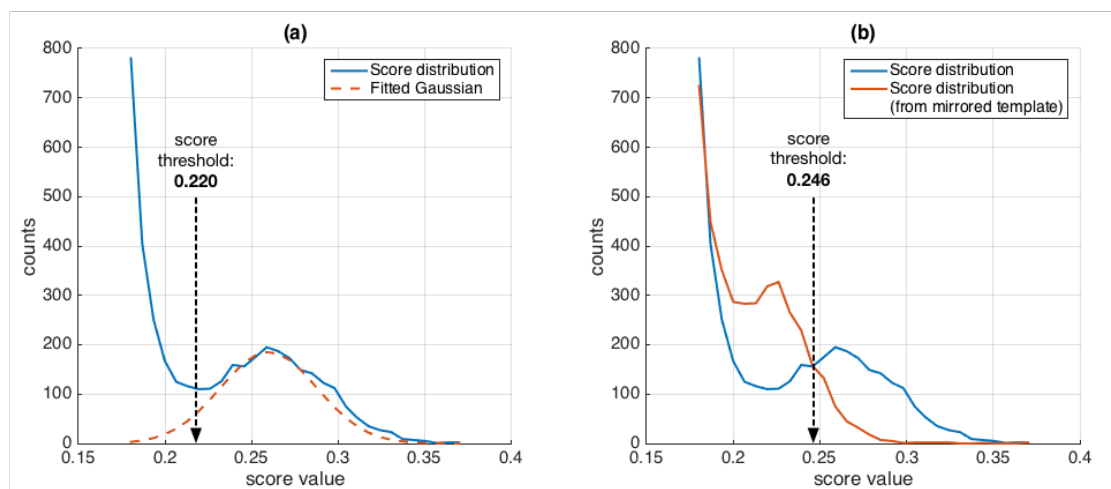 (a)
800
700
600
500
400
300
200
100
0
counts
Score distribution
Fitted Gaussian
score
threshold:
0.220
0.15
0.2
0.25
0.3
0.35
0.4
score value
(b)
800
700
600
500
400
300
200
100
0
counts
Score distribution
Score distribution
(from mirrored template)
score
threshold:
0.246
0.15
0.2
0.25
0.3
0.35
0.4
score value